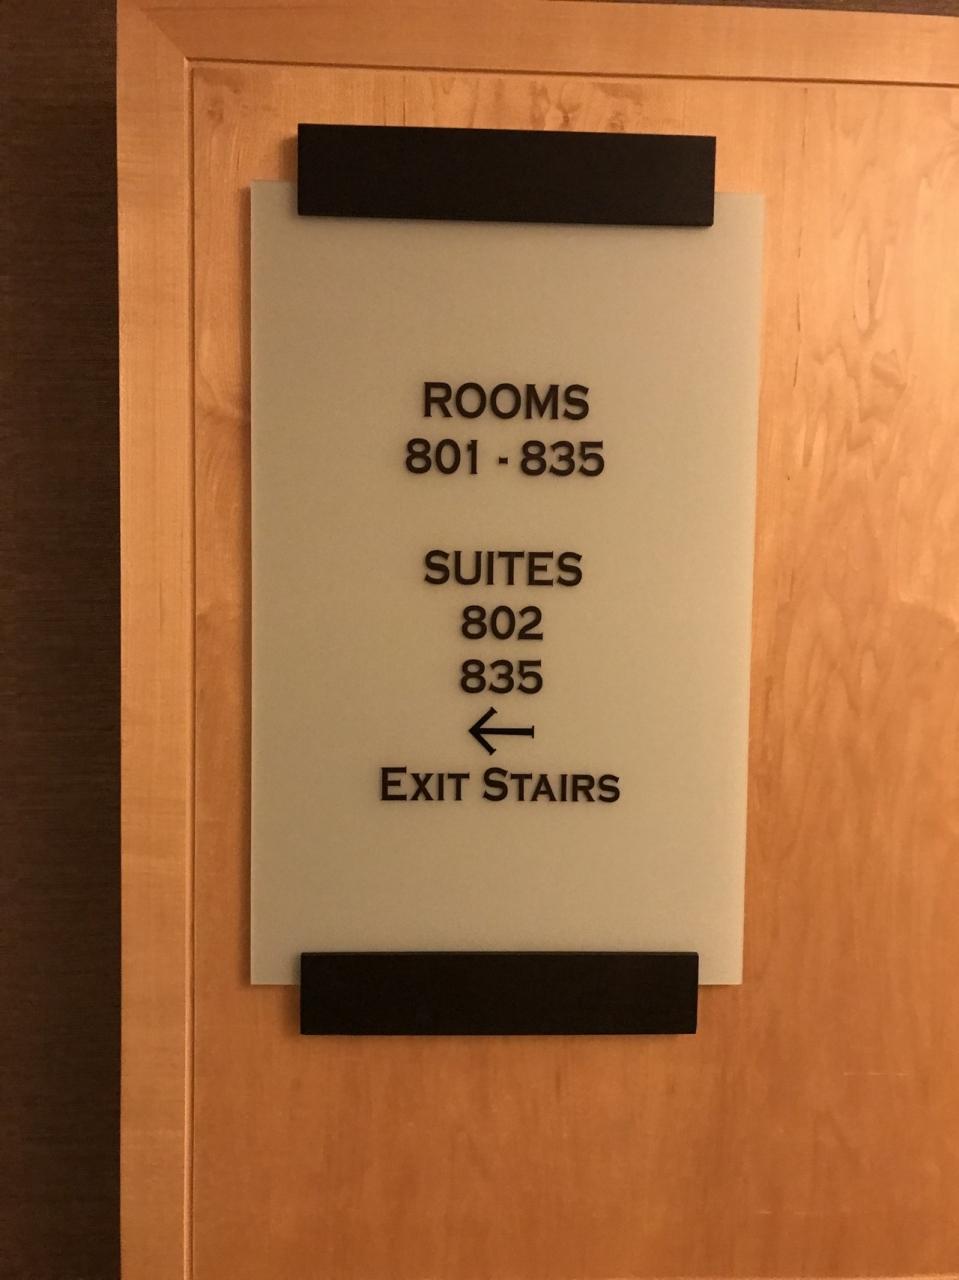 ROOMS
801 - 835
SUITES
802
835
←
EXIT STAIRS